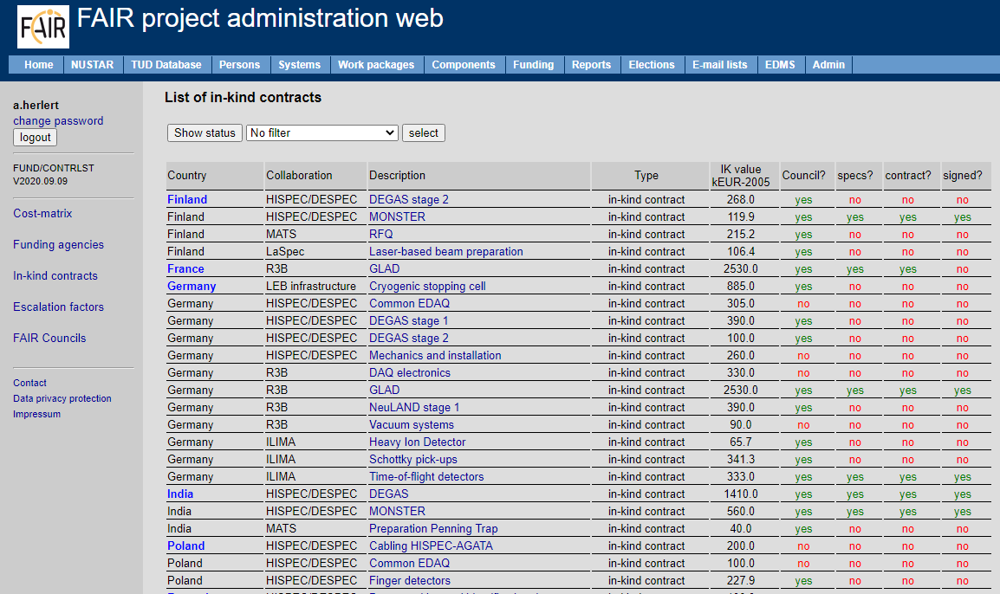 FAIR
FAIR project administration web
Home NUSTAR TUD Database Persons Systems Work packages Components Funding Reports Elections E-mail lists EDMS Admin
a.herlert
change password
logout
FUND/CONTRLST
V2020.09.09
Cost-matrix
Funding agencies
In-kind contracts
Escalation factors
FAIR Councils
Contact
Data privacy protection
Impressum
List of in-kind contracts
Show status No filter select
Country Collaboration Description Type IK value kEUR-2005 Council? specs? contract? signed?
Finland HISPEC/DESPEC DEGAS stage 2 in-kind contract 268.0 yes no no no
Finland HISPEC/DESPEC MONSTER in-kind contract 119.9 yes yes yes yes
Finland MATS RFQ in-kind contract 215.2 yes no no no
Finland LaSpec Laser-based beam preparation in-kind contract 106.4 yes no no no
France R3B GLAD in-kind contract 2530.0 yes yes yes no
Germany LEB infrastructure Cryogenic stopping cell in-kind contract 885.0 yes no no no
Germany HISPEC/DESPEC Common EDAQ in-kind contract 305.0 no no no no
Germany HISPEC/DESPEC DEGAS stage 1 in-kind contract 390.0 yes no no no
Germany HISPEC/DESPEC DEGAS stage 2 in-kind contract 100.0 yes no no no
Germany HISPEC/DESPEC Mechanics and installation in-kind contract 260.0 no no no no
Germany R3B DAQ electronics in-kind contract 330.0 no no no no
Germany R3B GLAD in-kind contract 2530.0 yes yes yes yes
Germany R3B NeuLAND stage 1 in-kind contract 390.0 yes no no no
Germany R3B Vacuum systems in-kind contract 90.0 no no no no
Germany ILIMA Heavy Ion Detector in-kind contract 65.7 yes no no no
Germany ILIMA Schottky pick-ups in-kind contract 341.3 yes no no no
Germany ILIMA Time-of-flight detectors in-kind contract 333.0 yes yes yes yes
India HISPEC/DESPEC DEGAS in-kind contract 1410.0 yes yes yes yes
India HISPEC/DESPEC MONSTER in-kind contract 560.0 yes yes yes yes
India MATS Preparation Penning Trap in-kind contract 40.0 yes no no no
Poland HISPEC/DESPEC Cabling HISPEC-AGATA in-kind contract 200.0 no no no no
Poland HISPEC/DESPEC Common EDAQ in-kind contract 100.0 no no no no
Poland HISPEC/DESPEC Finger detectors in-kind contract 227.9 yes no no no